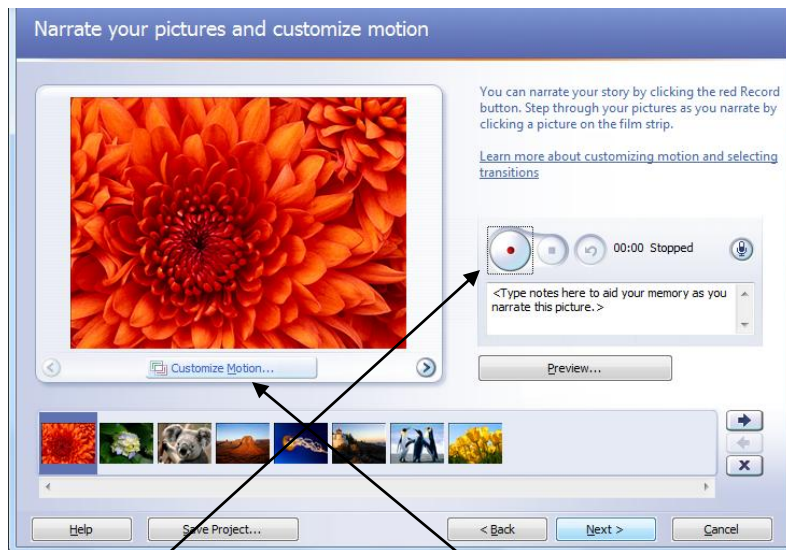 Narrate your pictures and customize motion
You can narrate your story by clicking the red Record
button. Step through your pictures as you narrate by
clicking a picture on the film strip.
Learn more about customizing motion and selecting
transitions
00:00 Stopped
<Type notes here to aid your memory as you
narrate this picture.>
Customize Motion...
Preview...
Help
Save Project...
< Back
Next >
Cancel